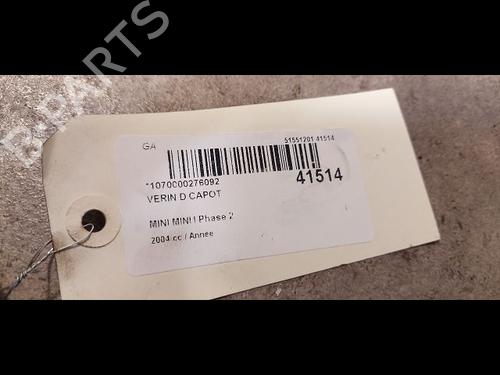 B-PARTS
GA
51551201 41514
*1070000276092
41514
VERIN D CAPOT
MINI MINI I Phase 2
2004 cc / Annee